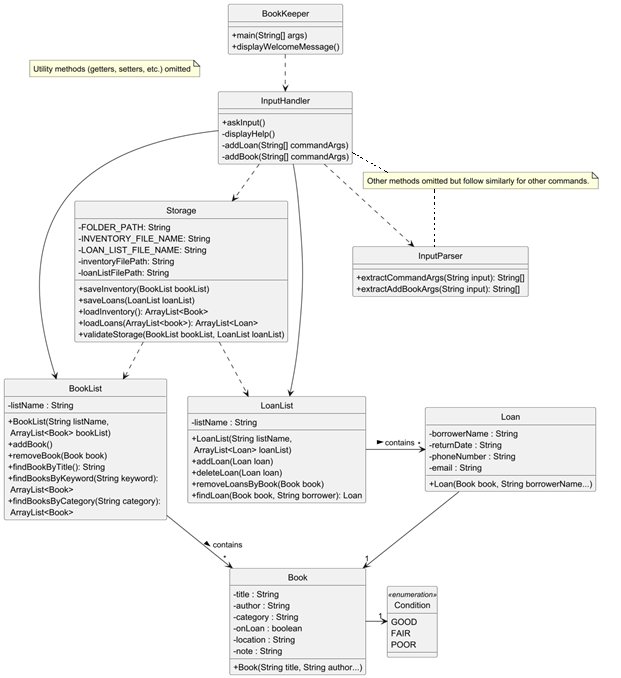 BookKeeper
+main(String[] args)
+displayWelcomeMessage()
Utility methods (getters, setters, etc.) omitted
InputHandler
+askInput()
-displayHelp()
-addLoan(String[] commandArgs)
-addBook(String[] commandArgs)
Other methods omitted but follow similarly for other commands.
Storage
-FOLDER_PATH: String
-INVENTORY_FILE_NAME: String
-LOAN_LIST_FILE_NAME: String
-inventoryFilePath: String
-loanListFilePath: String
+saveInventory(BookList bookList)
+saveLoans(LoanList loanList)
+loadInventory(): ArrayList<Book>
+loadLoans(ArrayList<book>): ArrayList<Loan>
+validateStorage(BookList bookList, LoanList loanList)
InputParser
+extractCommandArgs(String input): String[]
+extractAddBookArgs(String input): String[]
BookList
-listName : String
+BookList(String listName,
ArrayList<Book> bookList)
+addBook()
+removeBook(Book book)
+findBookByTitle(): String
+findBooksByKeyword(String keyword):
ArrayList<Book>
+findBooksByCategory(String category):
ArrayList<Book>
LoanList
-listName : String
+LoanList(String listName,
ArrayList<Loan> loanList)
+addLoan(Loan loan)
+deleteLoan(Loan loan)
+removeLoansByBook(Book book)
+findLoan(Book book, String borrower): Loan
contains
*
Loan
-borrowerName : String
-returnDate : String
-phoneNumber : String
-email : String
+Loan(Book book, String borrowerName...)
contains
*
1
Book
-title : String
-author : String
-category : String
-onLoan : boolean
-location : String
-note : String
+Book(String title, String author...)
1
«enumeration»
Condition
GOOD
FAIR
POOR